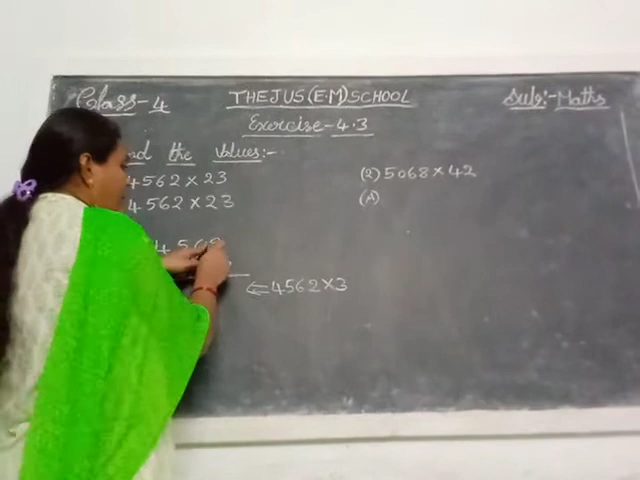 Class-4 THEJUS (E.M) SCHOOL Sub:-Maths
Exercise-4.3
the values:-
4562×23
4562×23
(2) 5068×42
(A)
456
⇐4562×3